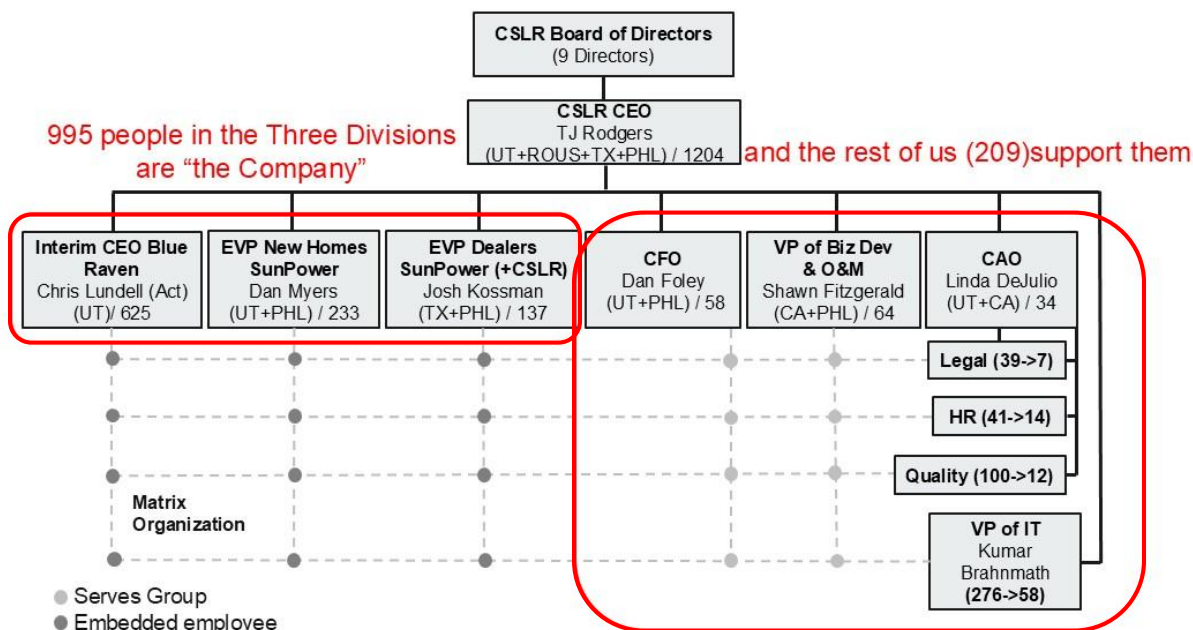 CSLR Board of Directors
(9 Directors)
CSLR CEO
TJ Rodgers
(UT+ROUS+TX+PHL) / 1204
995 people in the Three Divisions
are “the Company”
and the rest of us (209)support them
Interim CEO Blue
Raven
Chris Lundell (Act)
(UT)/ 625
EVP New Homes
SunPower
Dan Myers
(UT+PHL) / 233
EVP Dealers
SunPower (+CSLR)
Josh Kossman
(TX+PHL) / 137
CFO
Dan Foley
(UT+PHL) / 58
VP of Biz Dev
& O&M
Shawn Fitzgerald
(CA+PHL) / 64
CAO
Linda DeJulio
(UT+CA) / 34
Legal (39->7)
HR (41->14)
Quality (100->12)
Matrix
Organization
VP of IT
Kumar
Brahnmath
(276->58)
Serves Group
Embedded employee